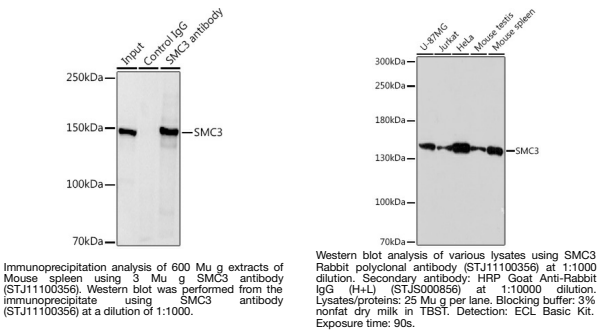 Input
Control IgG
SMC3 antibody
250kDa
150kDa
SMC3
100kDa
70kDa
Immunoprecipitation analysis of 600 Mu g extracts of
Mouse spleen using 3 Mu g SMC3 antibody
(STJ11100356). Western blot was performed from the
immunoprecipitate using SMC3 antibody
(STJ11100356) at a dilution of 1:1000.
U-87MG
Jurkat
HeLa
Mouse testis
Mouse spleen
300kDa
250kDa
180kDa
SMC3
130kDa
100kDa
70kDa
Western blot analysis of various lysates using SMC3
Rabbit polyclonal antibody (STJ11100356) at 1:1000
dilution. Secondary antibody: HRP Goat Anti-Rabbit
IgG (H+L) (STJS000856) at 1:10000 dilution.
Lysates/proteins: 25 Mu g per lane. Blocking buffer: 3%
nonfat dry milk in TBST. Detection: ECL Basic Kit.
Exposure time: 90s.